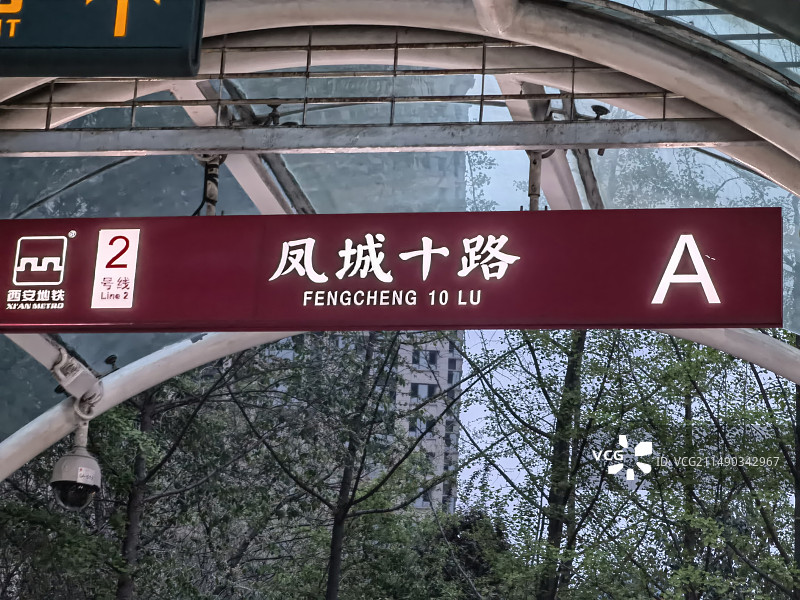 IT
西安地铁
XI'AN METRO
2
号线
Line 2
凤城十路
FENGCHENG 10 LU
A
VCG
ID:VCG211490342967